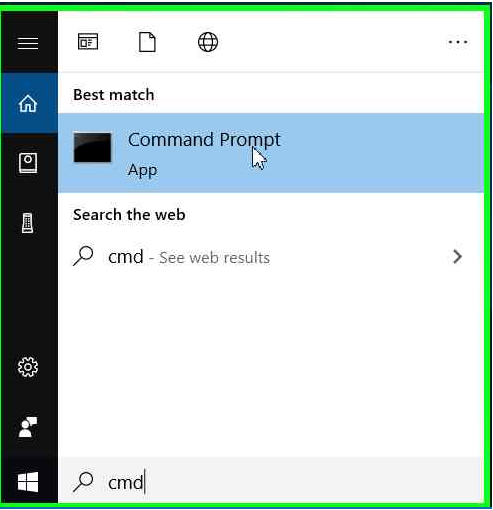 ...
Best match
Command Prompt
App
Search the web
cmd - See web results
cmd